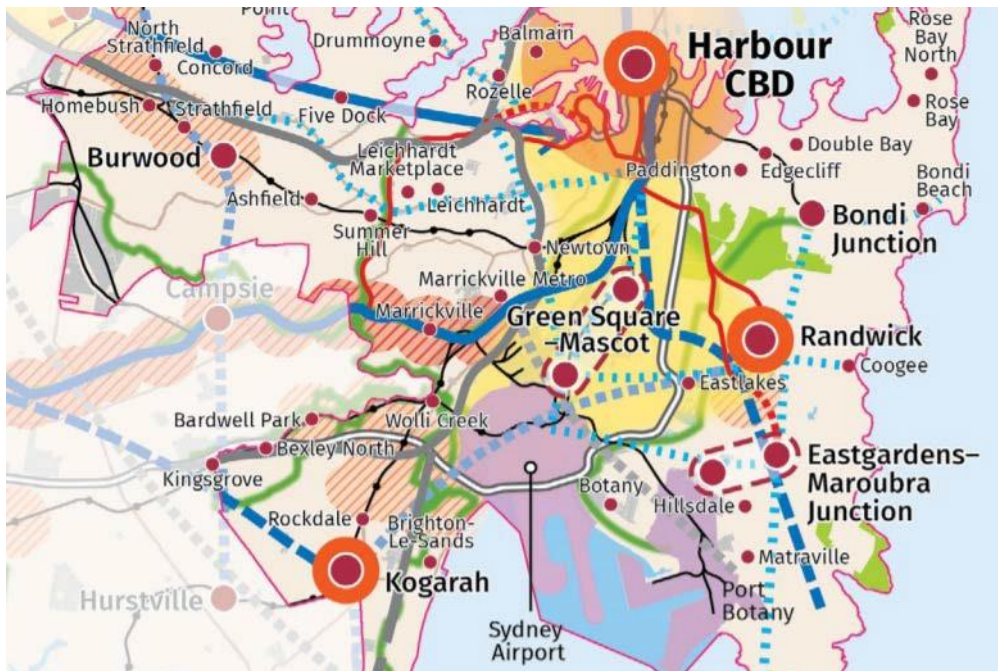 Point
North
Strathfield
Concord
Drummoyne
Balmain
Harbour
CBD
Rose
Bay
North
Homebush
Strathfield
Five Dock
Rozelle
Rose
Bay
Burwood
Leichhardt
Marketplace
Paddington
Double Bay
Edgecliff
Bondi
Beach
Ashfield
Leichhardt
Bondi
Junction
Summer
Hill
Newtown
Campsie
Marrickville Metro
Marrickville
Green Square
–Mascot
Randwick
Coogee
Eastlakes
Bardwell Park
Wolli Creek
Bexley North
Kingsgrove
Eastgardens–
Maroubra
Junction
Botany
Hillsdale
Rockdale
Brighton-
Le-Sands
Matraville
Kogarah
Hurstville
Port
Botany
Sydney
Airport